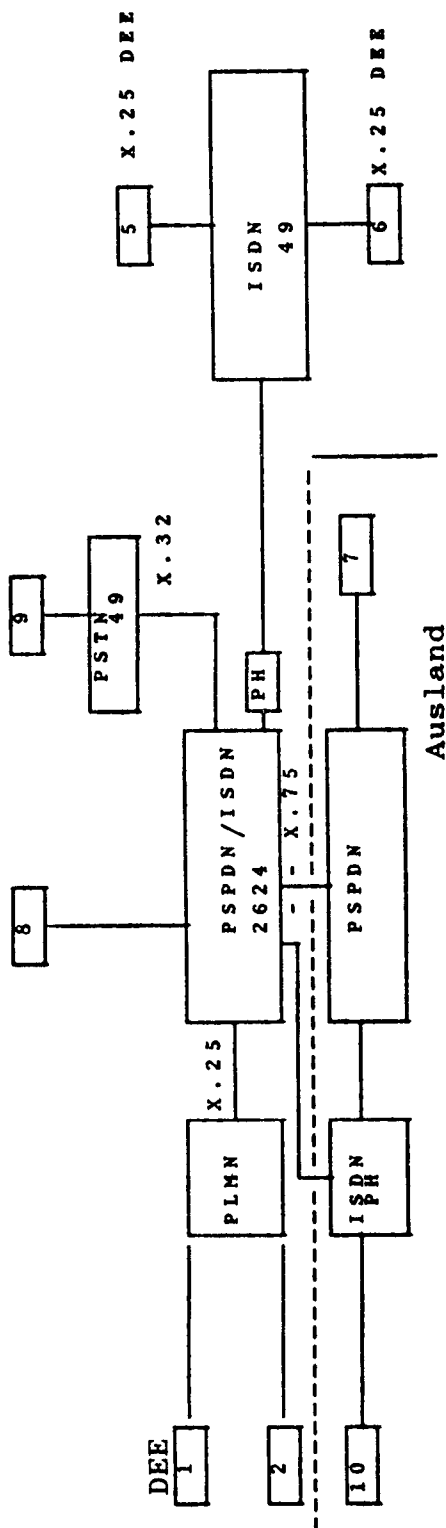 DEE
1
2
10
PLMN
X.25
ISDN
PH
8
PSPDN/ISDN
2624
- - X.75
PSPDN
PH
9
PSTN
49
X.32
7
Ausland
5
X.25 DEE
ISDN
49
6
X.25 DEE